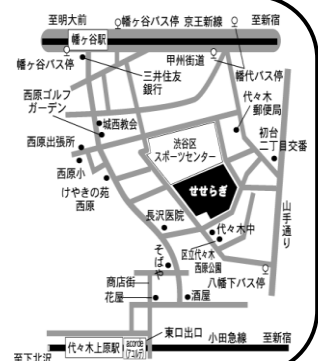 至明大前
幡ヶ谷バス停
京王新線
至新宿
幡ヶ谷駅
甲州街道
幡ヶ谷バス停
三井住友
銀行
幡代バス停
西原ゴルフ
ガーデン
代々木
郵便局
城西教会
渋谷区
スポーツセンター
初台
二丁目交番
西原出張所
西原小
せせらぎ
けやきの苑
西原
山手通り
長沢医院
代々木中
そばや
区立代々木
西原公園
商店街
八幡下バス停
花屋
酒屋
東口出口
小田急線
至新宿
代々木上原駅
acorde
(アコルデ)
至下北沢